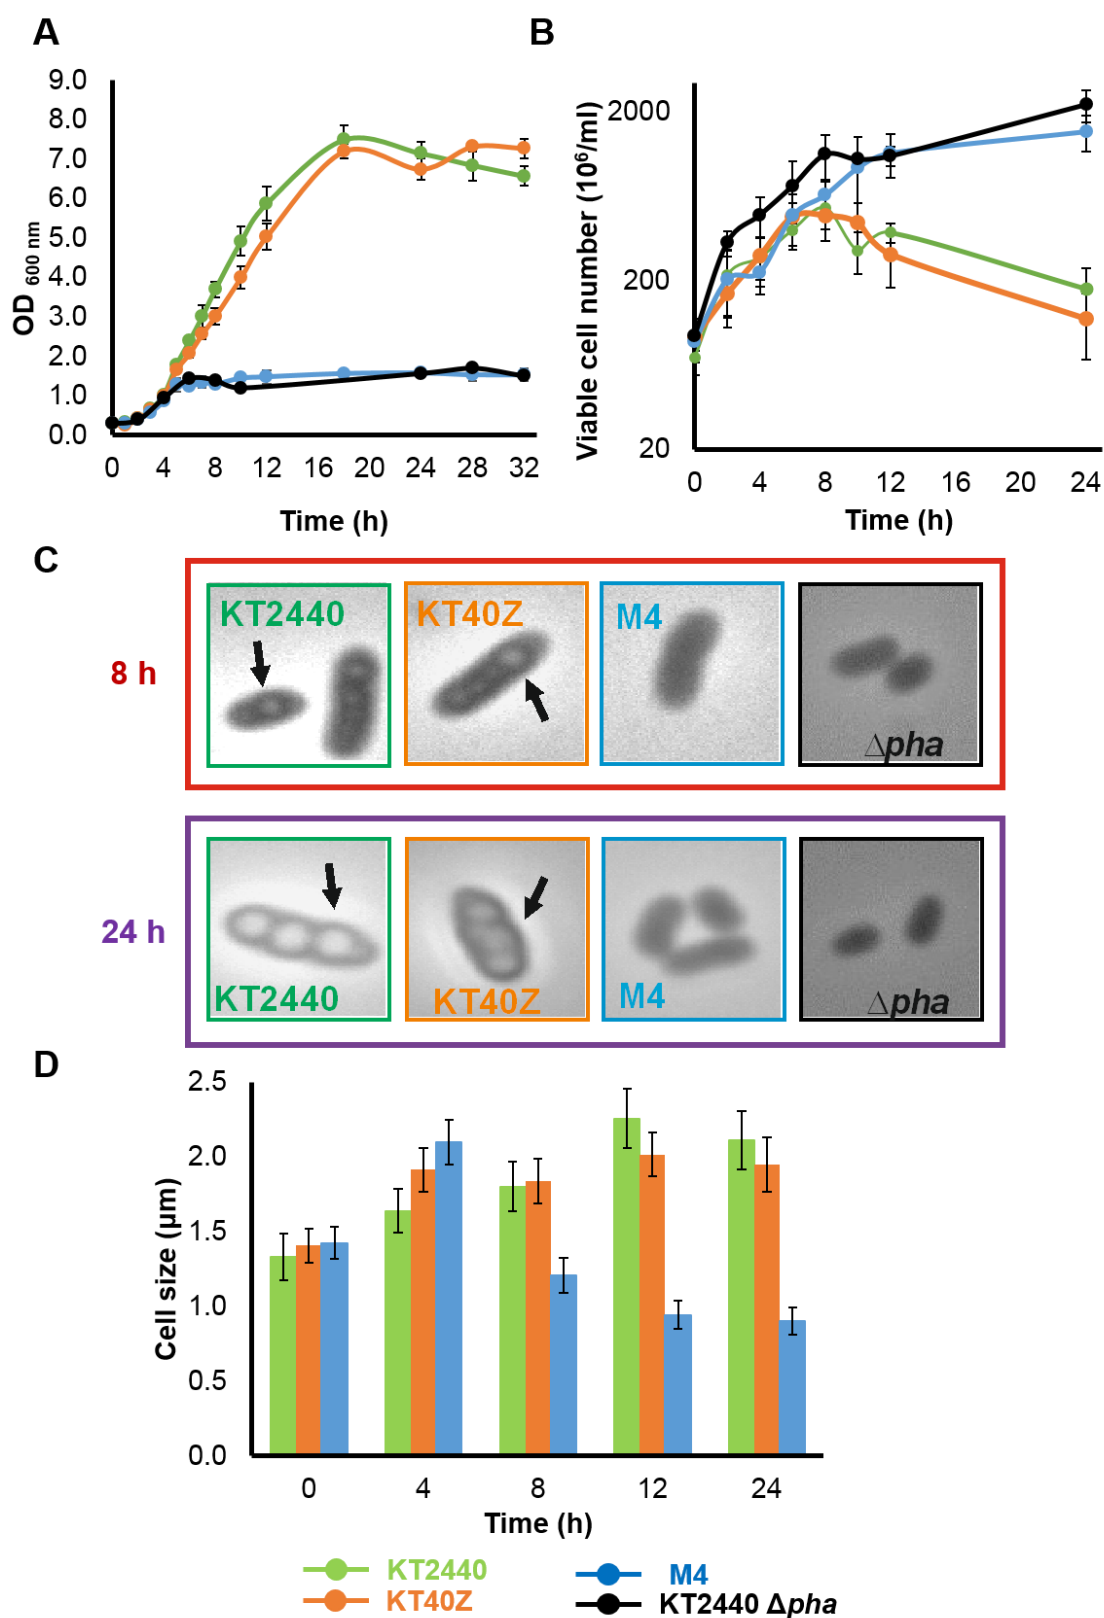 A
9.0
8.0
7.0
6.0
5.0
4.0
3.0
2.0
1.0
0.0
OD 600 nm
0 4 8 12 16 20 24 28 32
Time (h)
B
2000
200
20
Viable cell number (10⁶/ml)
0 4 8 12 16 20 24
Time (h)
C
8 h
KT2440
KT40Z
M4
Δpha
24 h
KT2440
KT40Z
M4
Δpha
D
2.5
2.0
1.5
1.0
0.5
0.0
Cell size (µm)
0 4 8 12 24
Time (h)
KT2440
KT40Z
M4
KT2440 Δpha